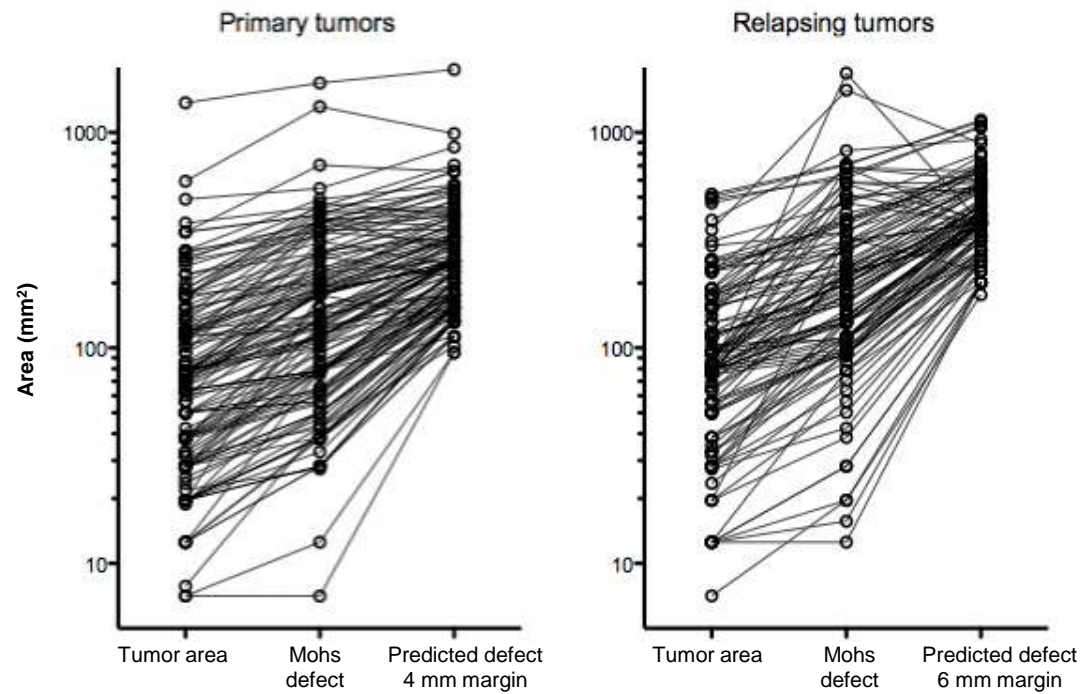 Primary tumors
Relapsing tumors
Area (mm²)
1000
100
10
Tumor area
Mohs
defect
Predicted defect
4 mm margin
1000
100
10
Tumor area
Mohs
defect
Predicted defect
6 mm margin